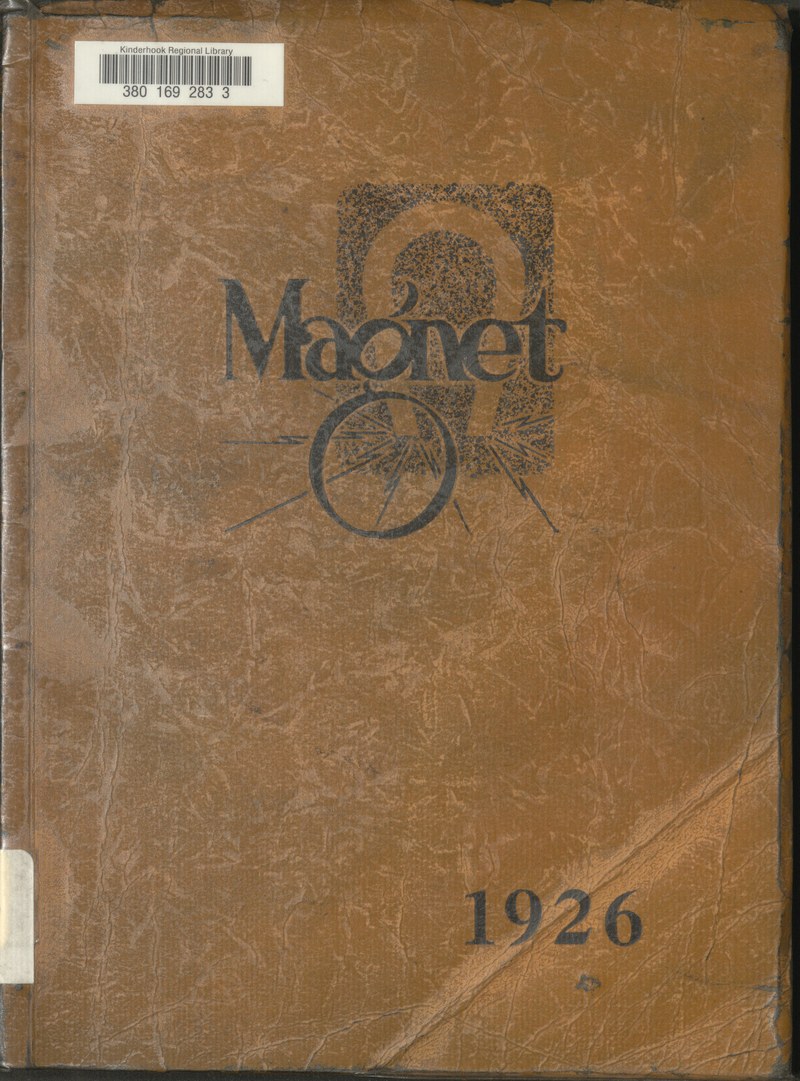 Kinderhook Regional Library
380 169 283 3
Magnet
1926